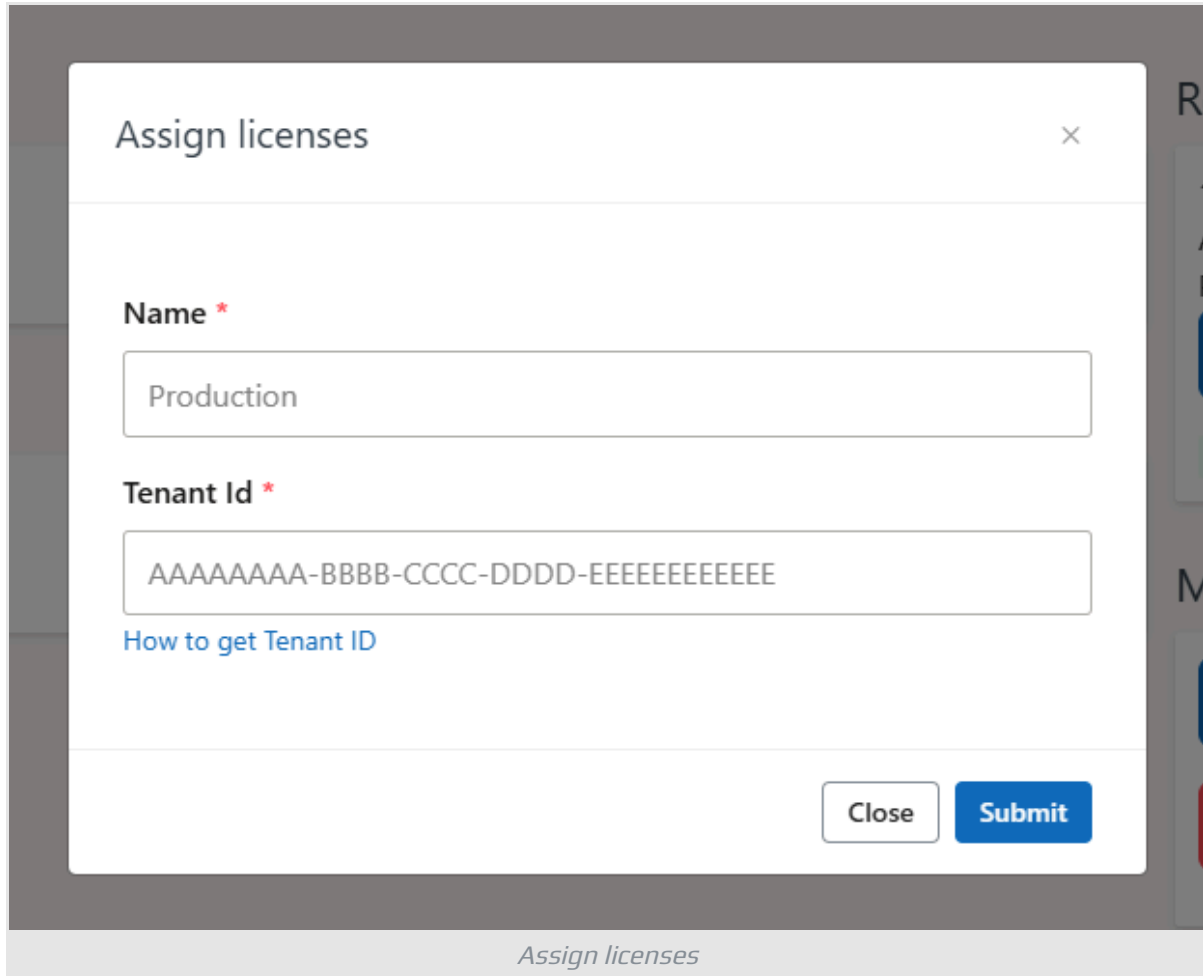 Assign licenses
×
Name *
Production
Tenant Id *
AAAAAAAA-BBBB-CCCC-DDDD-EEEEEEEEEEEE
How to get Tenant ID
Close
Submit
Assign licenses